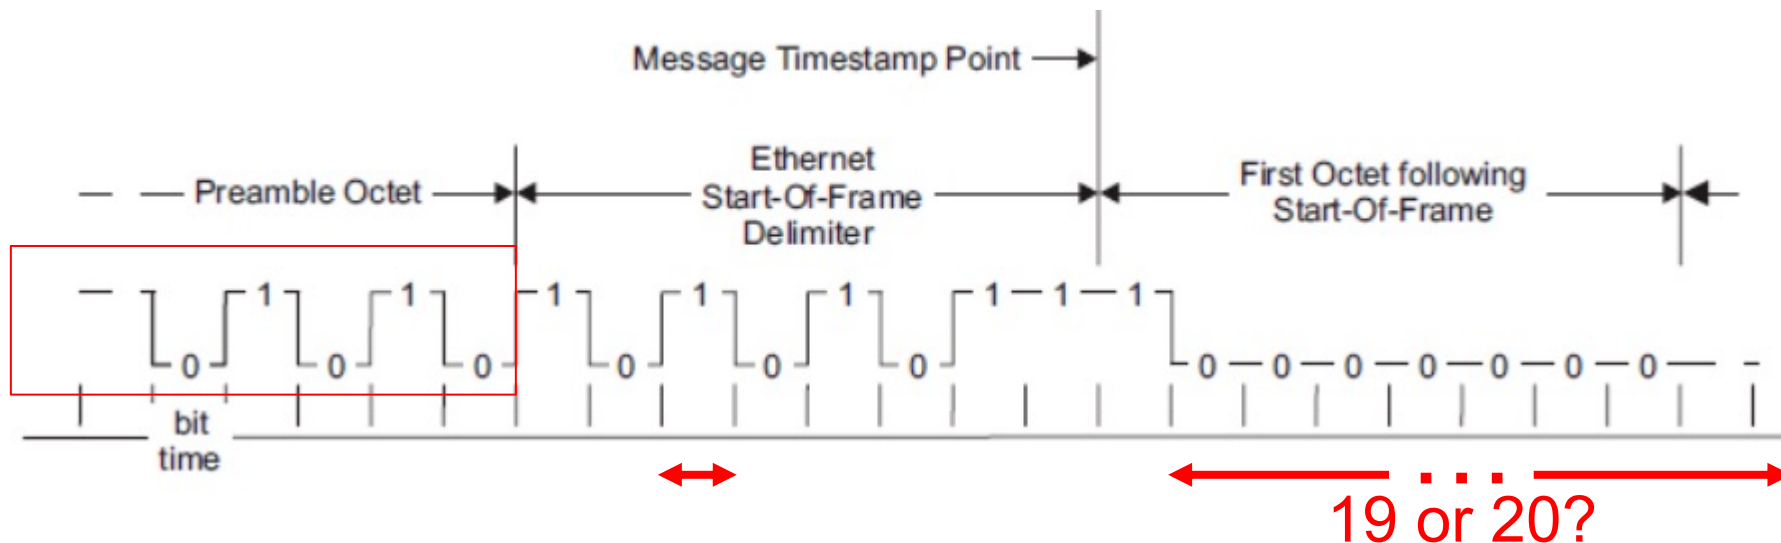 Message Timestamp Point
Preamble Octet
Ethernet
Start-Of-Frame
Delimiter
First Octet following
Start-Of-Frame
0 1 0 1 0 1 0 1 0 1 0 1 1 1 0 0 0 0 0 0 0
bit
time
19 or 20?